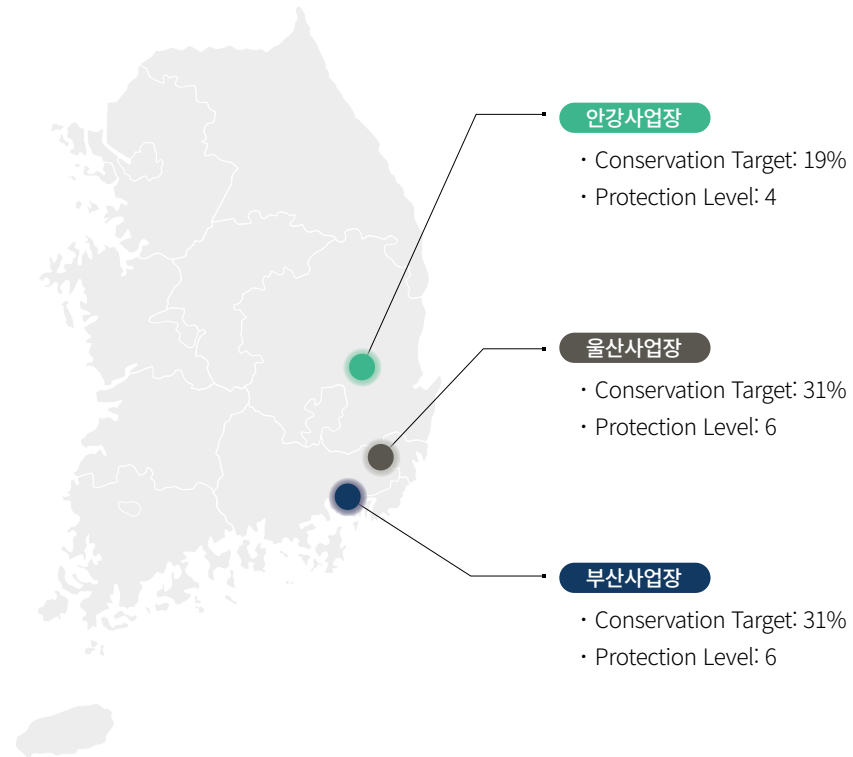 안강사업장
· Conservation Target: 19%
· Protection Level: 4
울산사업장
· Conservation Target: 31%
· Protection Level: 6
부산사업장
· Conservation Target: 31%
· Protection Level: 6